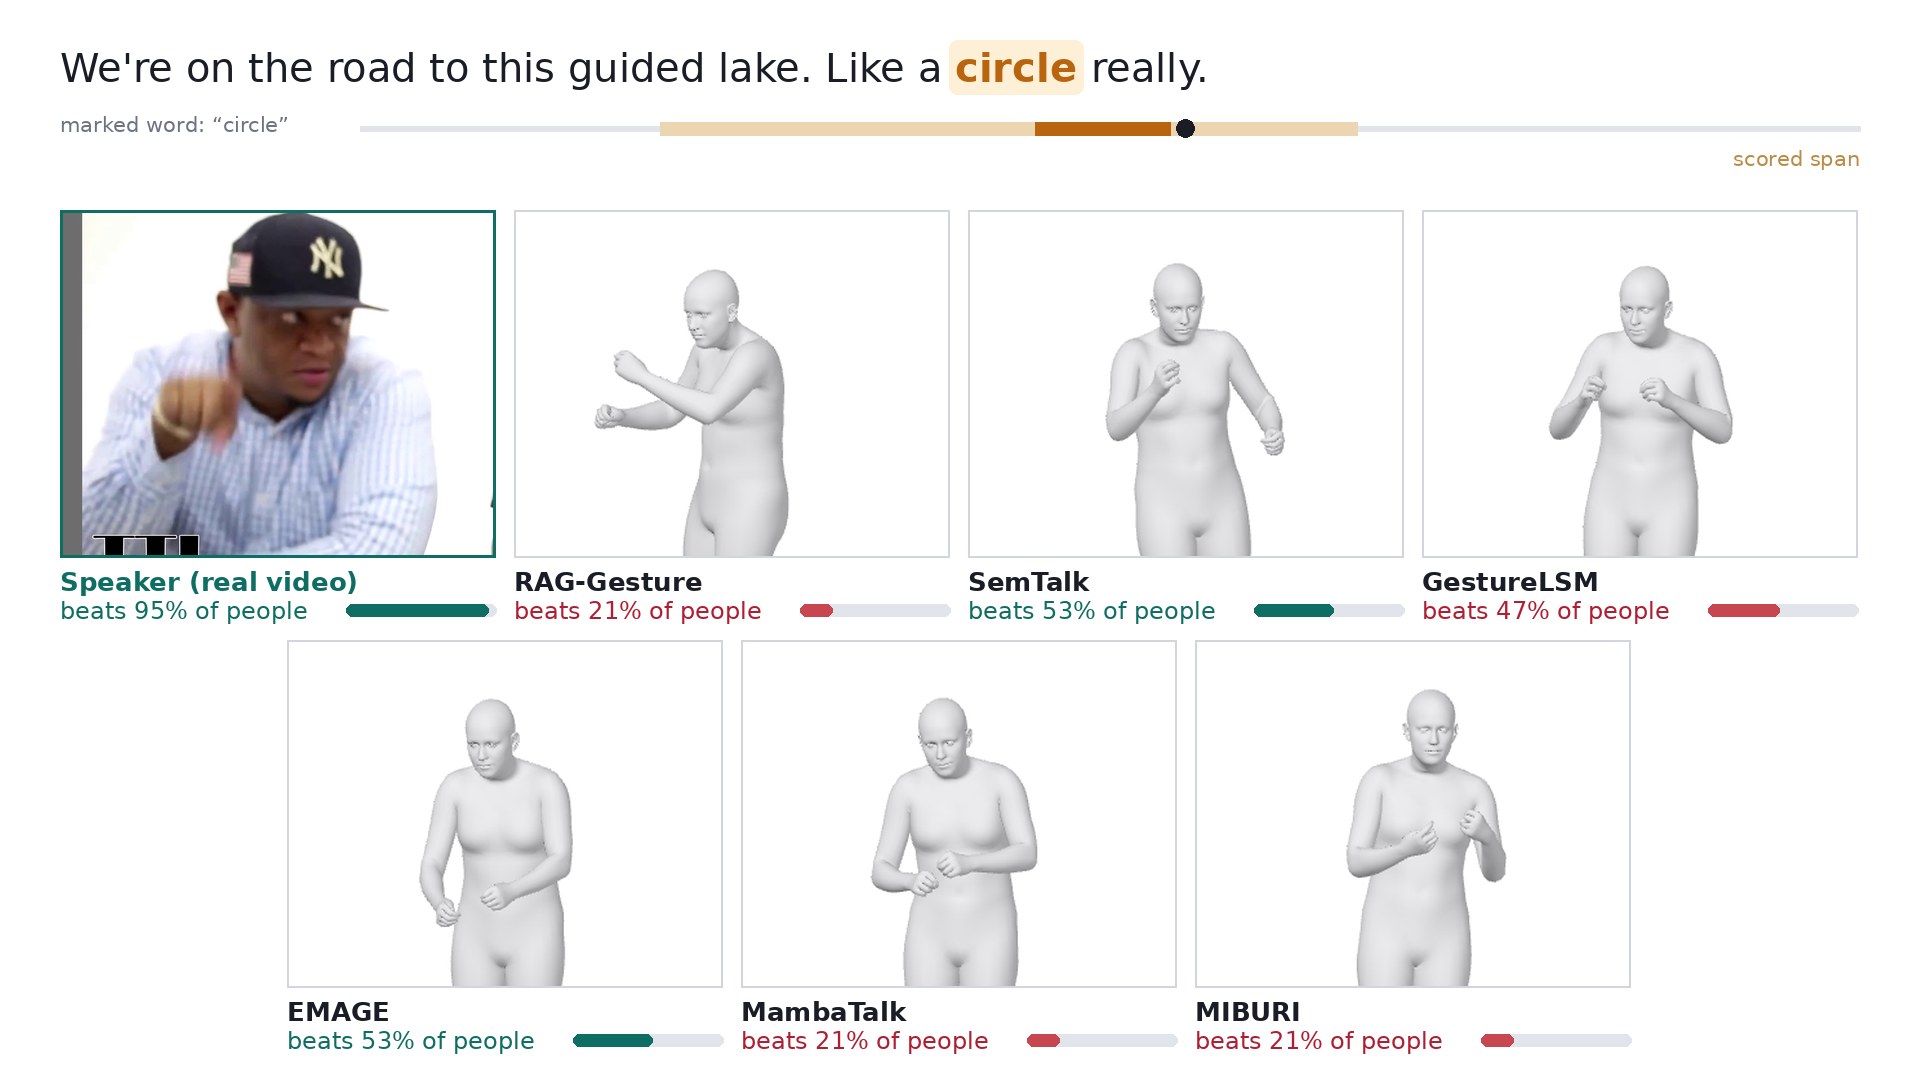 We're on the road to this guided lake. Like a circle really.
marked word: “circle”
scored span
NY
Speaker (real video)
beats 95% of people
RAG-Gesture
beats 21% of people
SemTalk
beats 53% of people
GestureLSM
beats 47% of people
EMAGE
beats 53% of people
MambaTalk
beats 21% of people
MIBURI
beats 21% of people